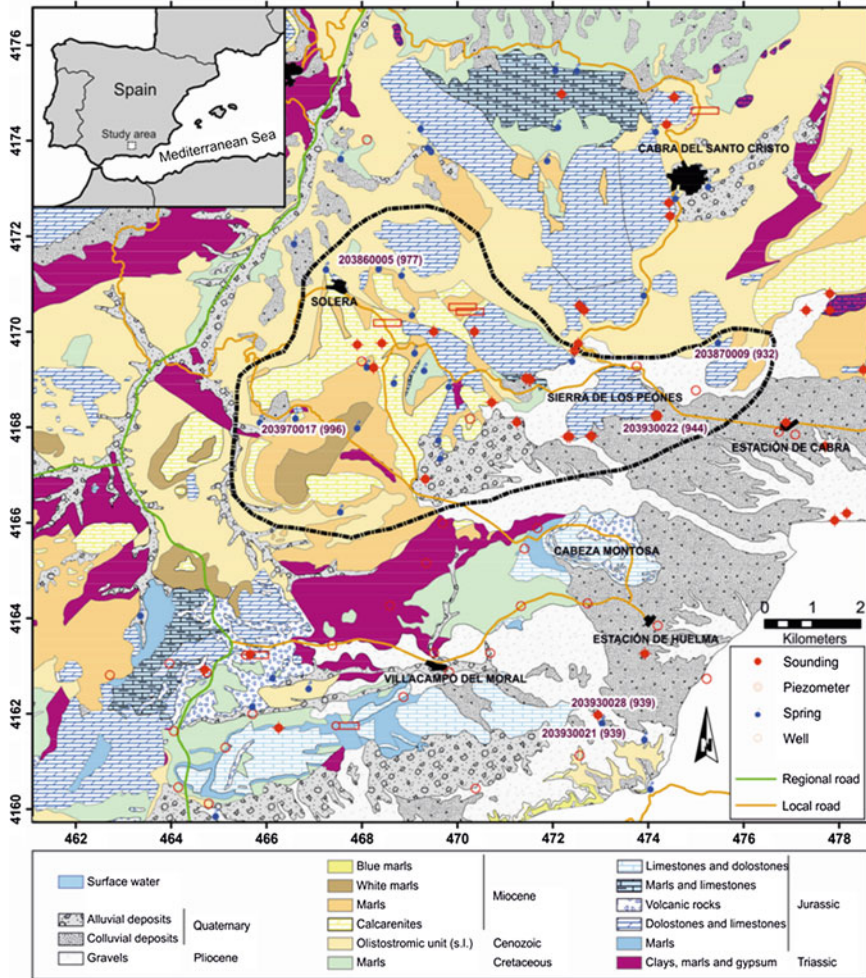 4176
4174
4172
4170
4168
4166
4164
4162
4160
Spain
Study area
Mediterranean Sea
CABRA DEL SANTO CRISTO
203860005 (977)
SOLERA
203870009 (932)
SIERRA DE LOS PEONES
203970017 (996)
203930022 (944)
ESTACIÓN DE CABRA
CABEZA MONTOSA
ESTACIÓN DE HUELMA
VILLACAMPO DEL MORAL
203930028 (939)
203930021 (939)
N
0 1 2
Kilometers
Sounding
Piezometer
Spring
Well
Regional road
Local road
462 464 466 468 470 472 474 476 478
Surface water
Alluvial deposits
Colluvial deposits
Quaternary
Gravels Pliocene
Blue marls
White marls
Marls
Calcarenites
Miocene
Olistostromic unit (s.l.) Cenozoic
Marls Cretaceous
Limestones and dolostones
Marls and limestones
Volcanic rocks
Dolostones and limestones
Marls
Jurassic
Clays, marls and gypsum Triassic